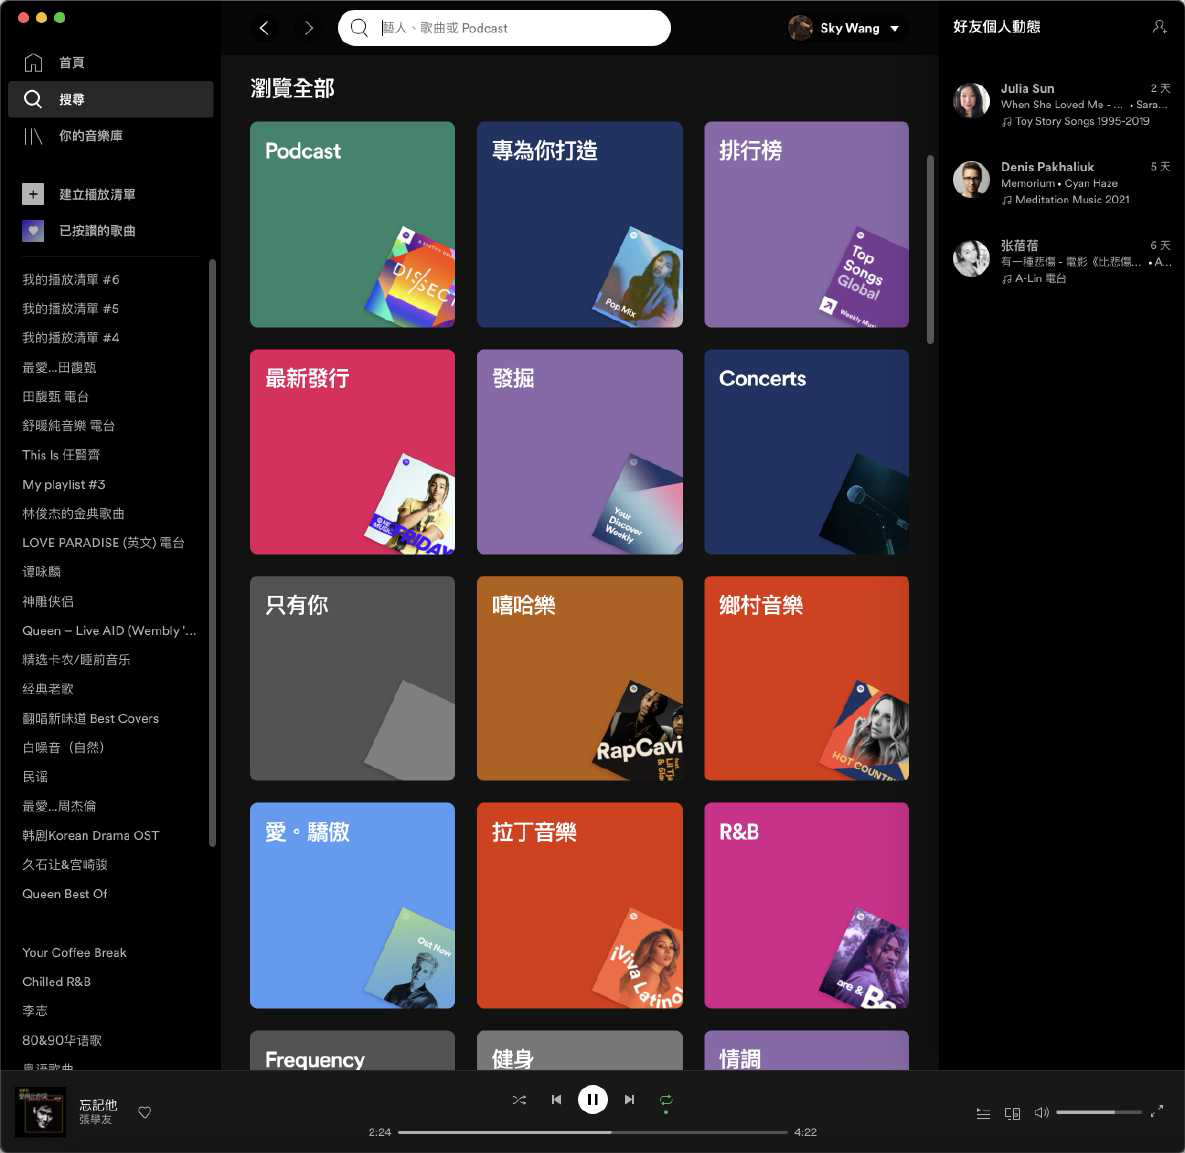 首頁
搜尋
你的音樂庫
建立播放清單
已按讚的歌曲
我的播放清單 #6
我的播放清單 #5
我的播放清單 #4
最愛...田馥甄
田馥甄 電台
舒暖純音樂 電台
This Is 任賢齊
My playlist #3
林俊杰的金典歌曲
LOVE PARADISE (英文) 電台
谭咏麟
神雕侠侣
Queen – Live AID (Wembly '...
精选卡农/睡前音乐
经典老歌
翻唱新味道 Best Covers
白噪音（自然）
民谣
最愛...周杰倫
韩剧Korean Drama OST
久石让&宫崎骏
Queen Best Of
Your Coffee Break
Chilled R&B
李志
80&90华语歌
粤语歌曲
藝人、歌曲或 Podcast
Sky Wang
瀏覽全部
Podcast
DISSECT
專為你打造
Pop Mix
排行榜
Top
Songs
Global
Weekly Mus
最新發行
FRIDAY
發掘
Your
Discover
Weekly
Concerts
只有你
嘻哈樂
RapCavi
鄉村音樂
HOT COUNTRY
愛。驕傲
Out Now
拉丁音樂
¡Viva Latino
R&B
are & Be
Frequency
健身
情調
好友個人動態
Julia Sun
2 天
When She Loved Me - ... • Sara...
Toy Story Songs 1995-2019
Denis Pakhaliuk
5 天
Memorium • Cyan Haze
Meditation Music 2021
张蓓蓓
6 天
有一種悲傷 - 電影《比悲傷... • A...
A-Lin 電台
忘記他
張學友
2:24
4:22